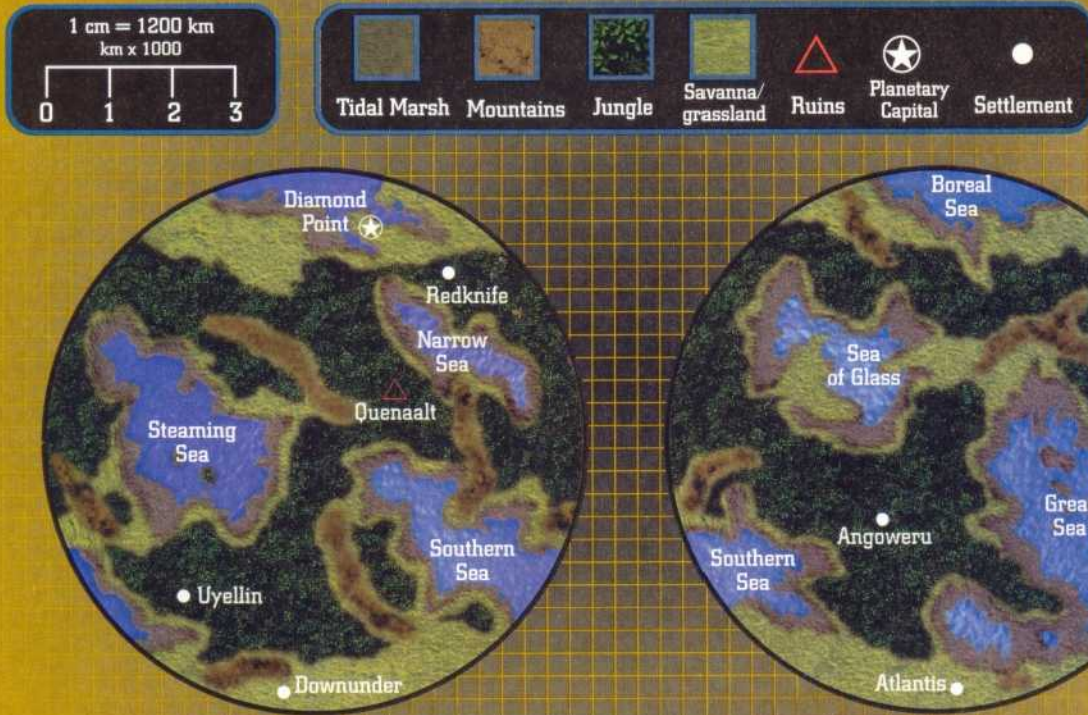 1 cm = 1200 km
km x 1000
0 1 2 3
Tidal Marsh
Mountains
Jungle
Savanna/
grassland
Ruins
Planetary
Capital
Settlement
Diamond
Point
Redknife
Narrow
Sea
Quenaalt
Steaming
Sea
Southern
Sea
Uyellin
Downunder
Boreal
Sea
Sea
of Glass
Angoweru
Southern
Sea
Grea
Sea
Atlantis